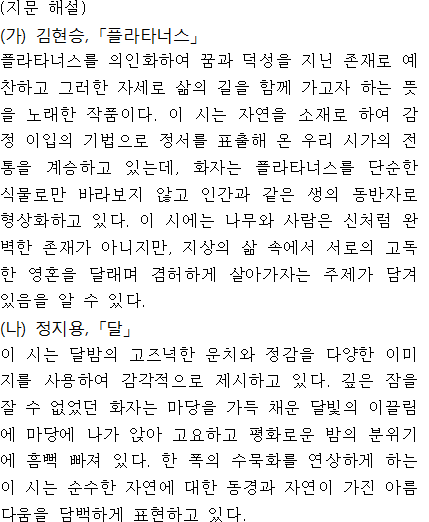 (지문 해설)
(가) 김현승,「플라타너스」
플라타너스를 의인화하여 꿈과 덕성을 지닌 존재로 예
찬하고 그러한 자세로 삶의 길을 함께 가고자 하는 뜻
을 노래한 작품이다. 이 시는 자연을 소재로 하여 감
정 이입의 기법으로 정서를 표출해 온 우리 시가의 전
통을 계승하고 있는데, 화자는 플라타너스를 단순한
식물로만 바라보지 않고 인간과 같은 생의 동반자로
형상화하고 있다. 이 시에는 나무와 사람은 신처럼 완
벽한 존재가 아니지만, 지상의 삶 속에서 서로의 고독
한 영혼을 달래며 겸허하게 살아가자는 주제가 담겨
있음을 알 수 있다.
(나) 정지용,「달」
이 시는 달밤의 고즈넉한 운치와 정감을 다양한 이미
지를 사용하여 감각적으로 제시하고 있다. 깊은 잠을
잘 수 없었던 화자는 마당을 가득 채운 달빛의 이끌림
에 마당에 나가 앉아 고요하고 평화로운 밤의 분위기
에 흠뻑 빠져 있다. 한 폭의 수묵화를 연상하게 하는
이 시는 순수한 자연에 대한 동경과 자연이 가진 아름
다움을 담백하게 표현하고 있다.